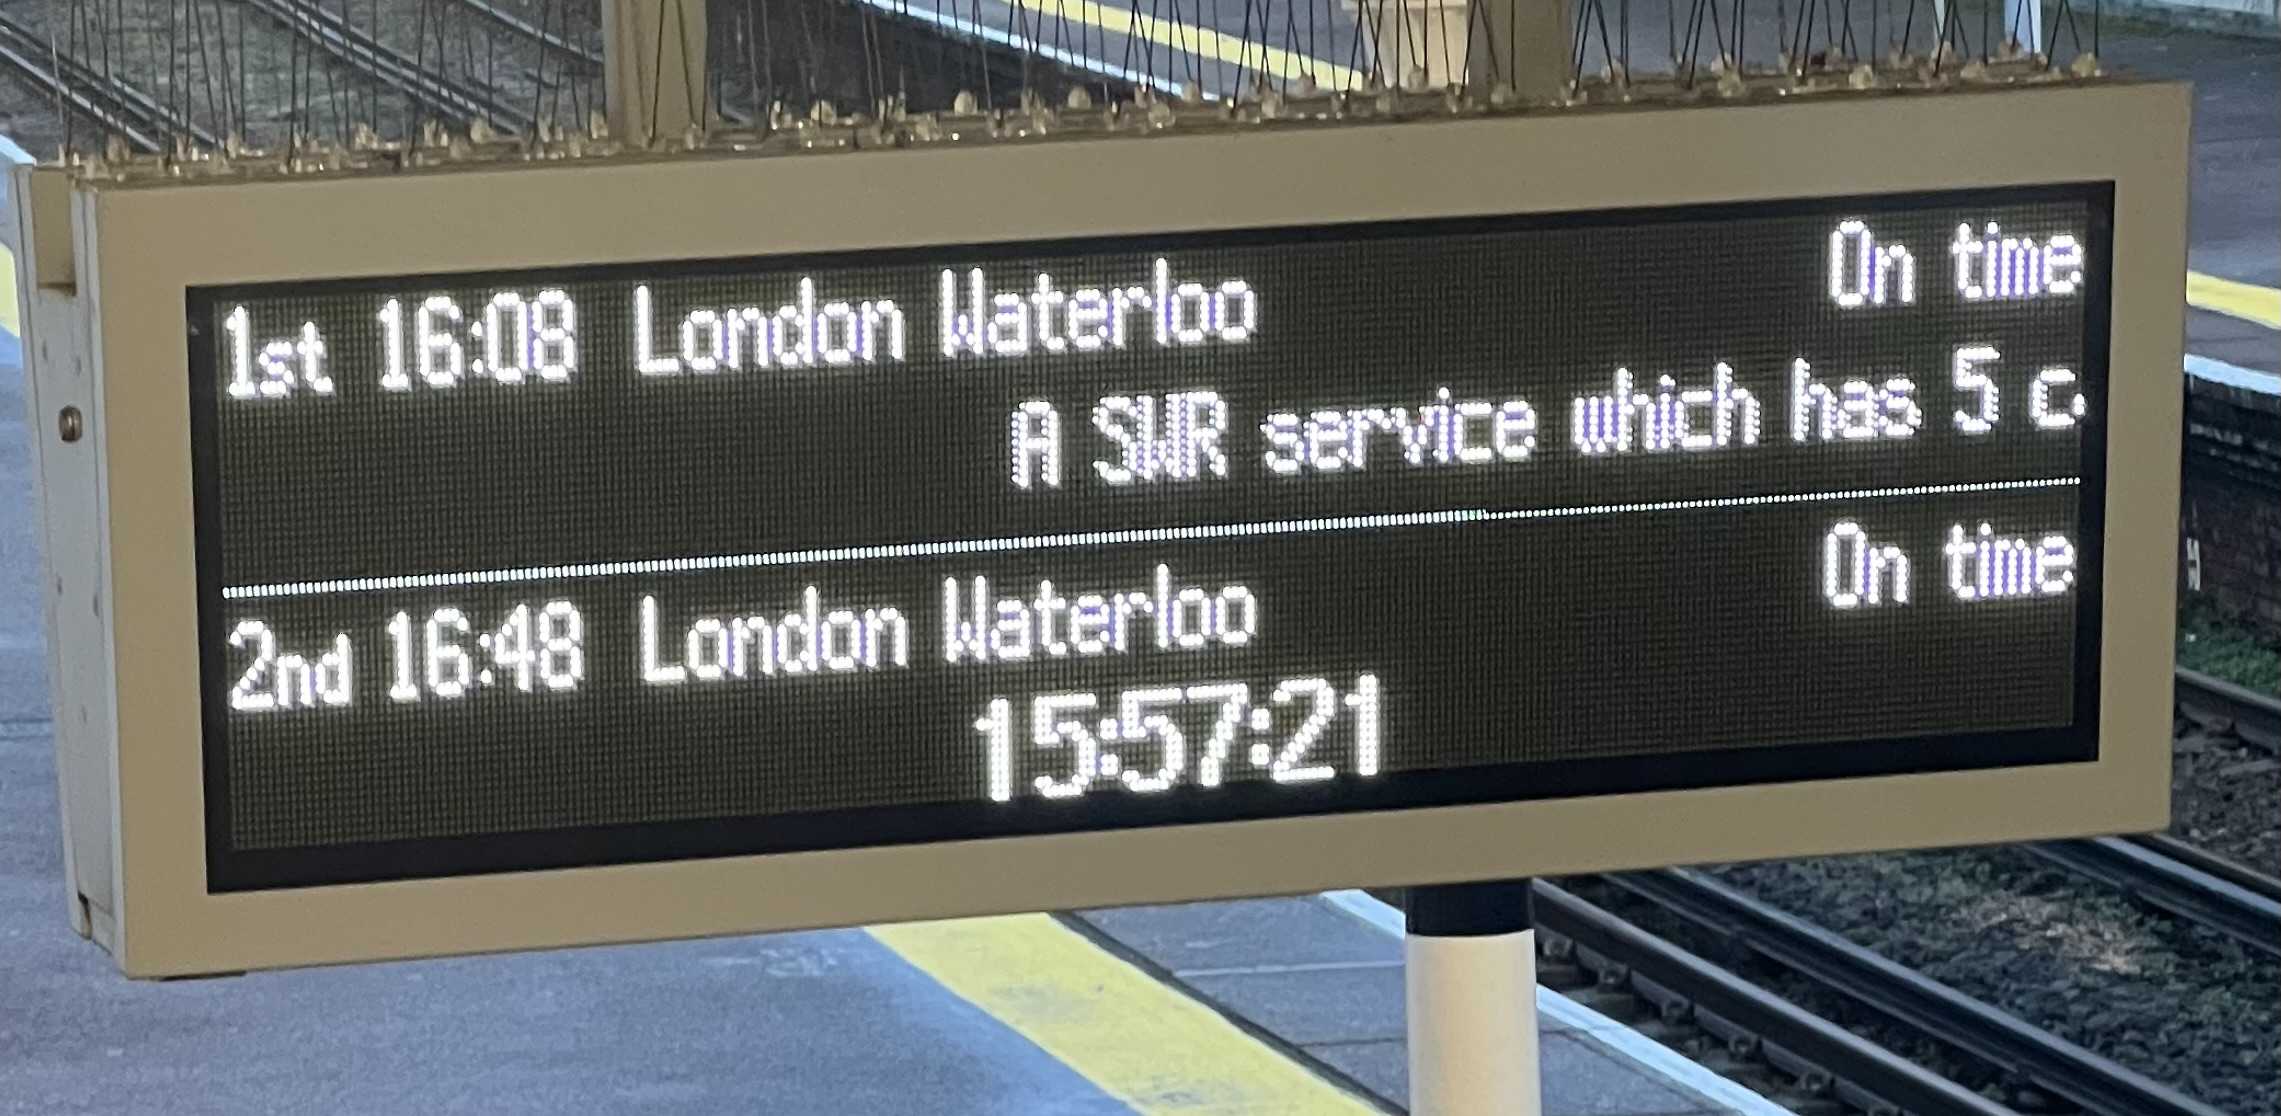 1st 16:08 London Waterloo On time
A SWR service which has 5 c
2nd 16:48 London Waterloo On time
15:57:21